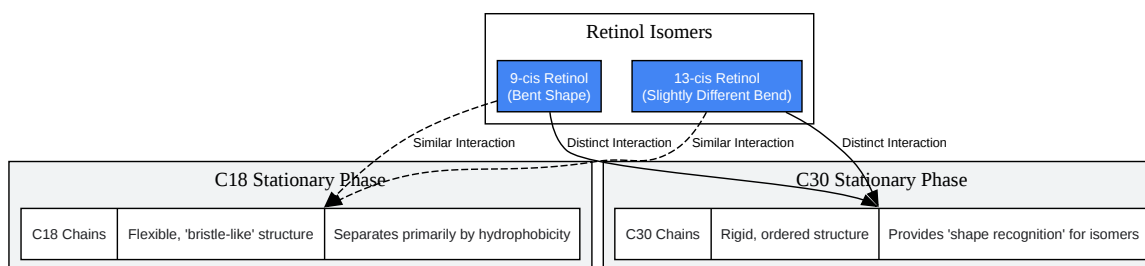 Retinol Isomers
9-cis Retinol
(Bent Shape)
13-cis Retinol
(Slightly Different Bend)
Similar Interaction
Distinct Interaction
Similar Interaction
Distinct Interaction
C18 Stationary Phase
C18 Chains
Flexible, 'bristle-like' structure
Separates primarily by hydrophobicity
C30 Stationary Phase
C30 Chains
Rigid, ordered structure
Provides 'shape recognition' for isomers